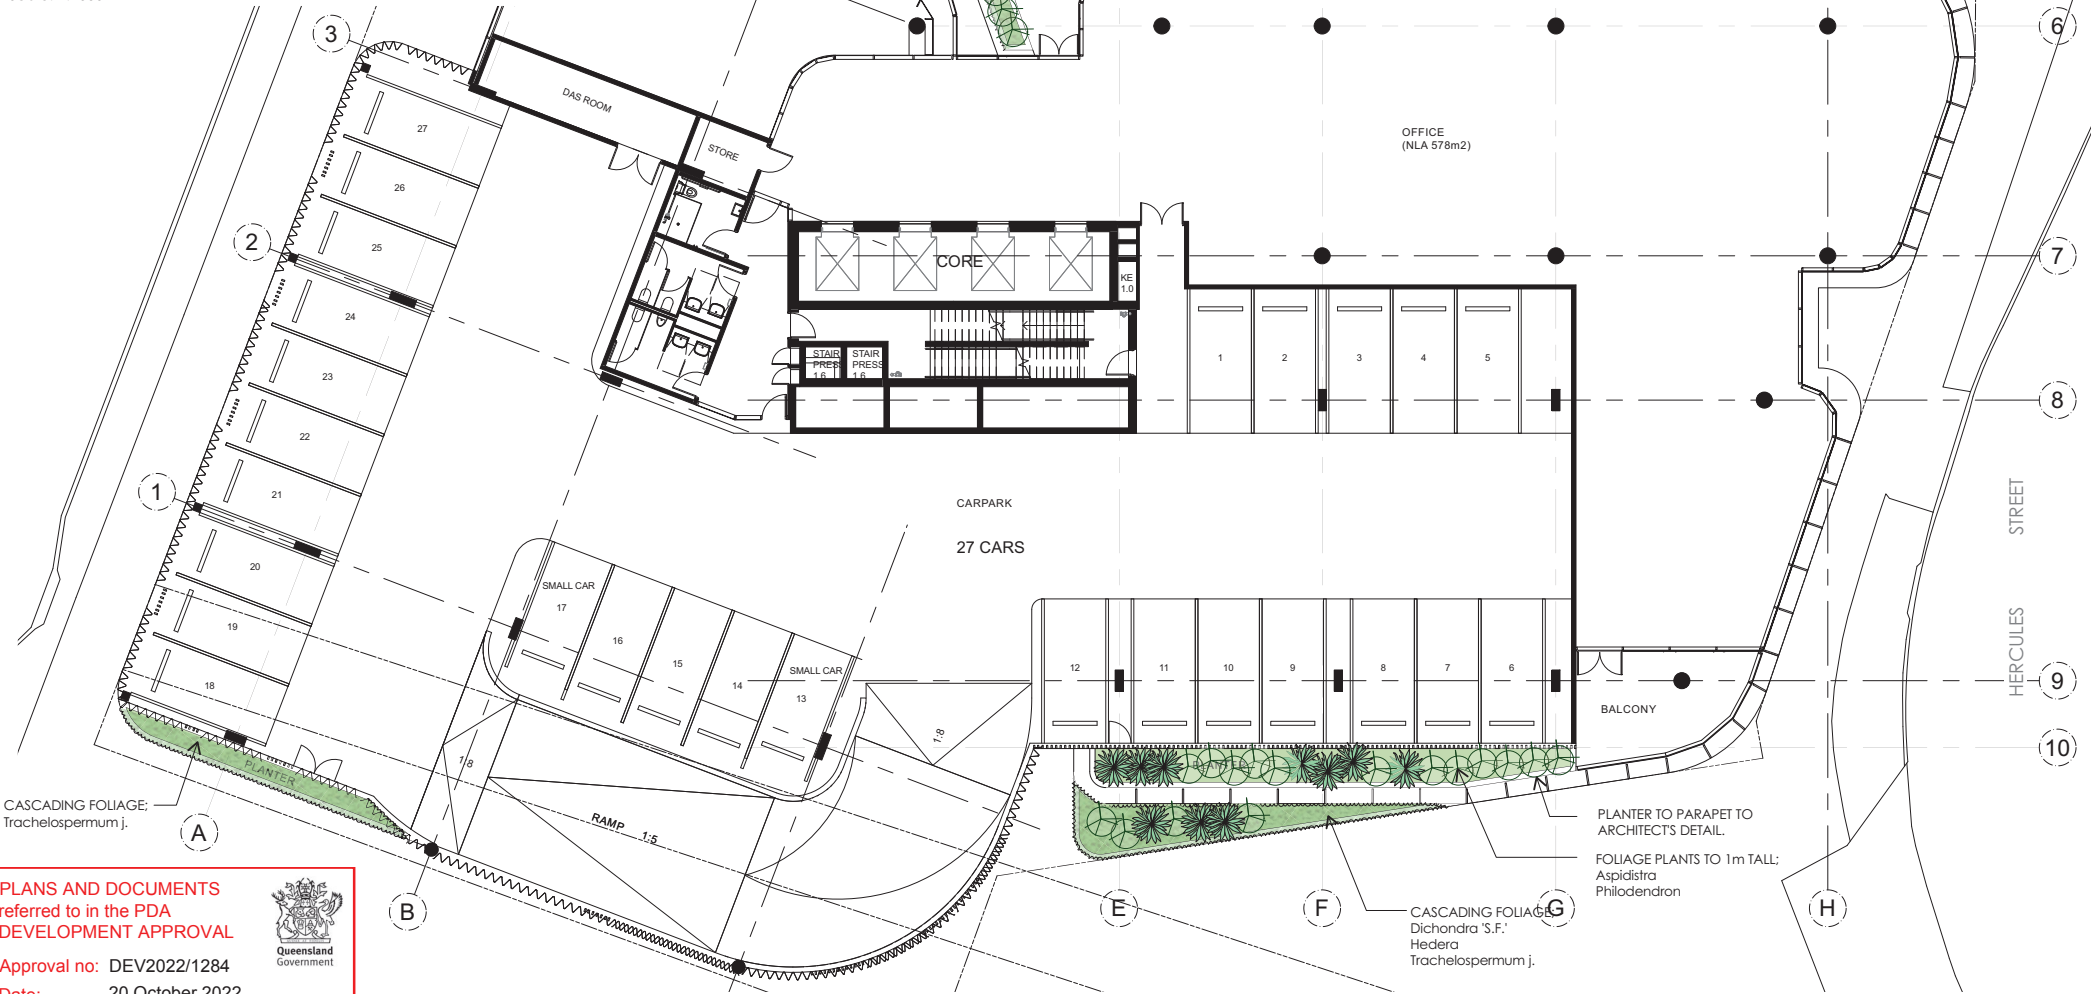 3
6
DAS ROOM
27
OFFICE
(NLA 578m2)
STORE
26
2
25
CORE
7
KE
1.0
24
STAIR
PRESS
1.6
STAIR
PRESS
1.6
1
2
3
4
5
23
8
22
21
1
CARPARK
27 CARS
STREET
HERCULES
20
SMALL CAR
17
19
16
15
14
SMALL CAR
13
12
11
10
9
8
7
6
9
18
BALCONY
1:8
1:8
10
PLANTER
PLANTER
CASCADING FOLIAGE;
Trachelospermum j.
A
RAMP 1:5
PLANTER TO PARAPET TO
ARCHITECT'S DETAIL.
FOLIAGE PLANTS TO 1m TALL;
Aspidistra
Philodendron
B
E
F
G
H
CASCADING FOLIAGE;
Dichondra 'S.F.'
Hedera
Trachelospermum j.
PLANS AND DOCUMENTS
referred to in the PDA
DEVELOPMENT APPROVAL
Queensland
Government
Approval no: DEV2022/1284
Date: 20 October 2022